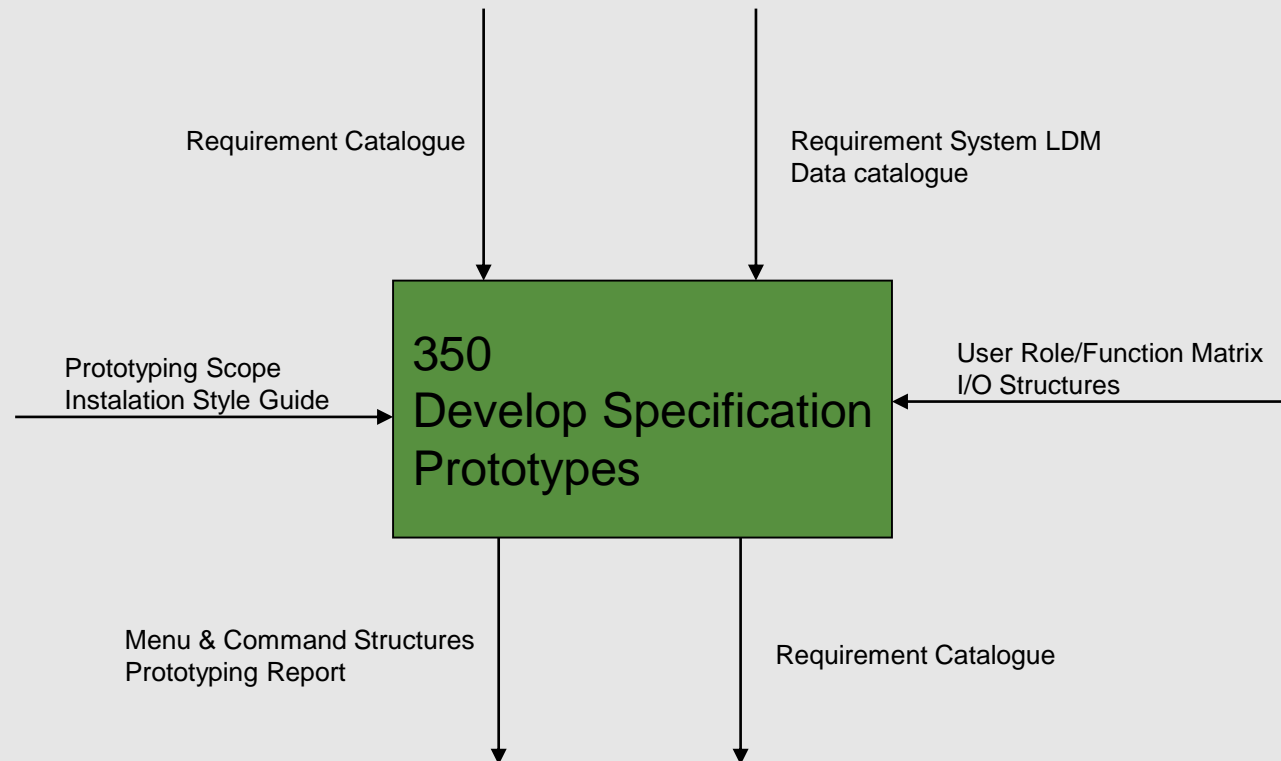 Requirement Catalogue
Requirement System LDM
Data catalogue
Prototyping Scope
Instalation Style Guide
350
Develop Specification
Prototypes
User Role/Function Matrix
I/O Structures
Menu & Command Structures
Prototyping Report
Requirement Catalogue